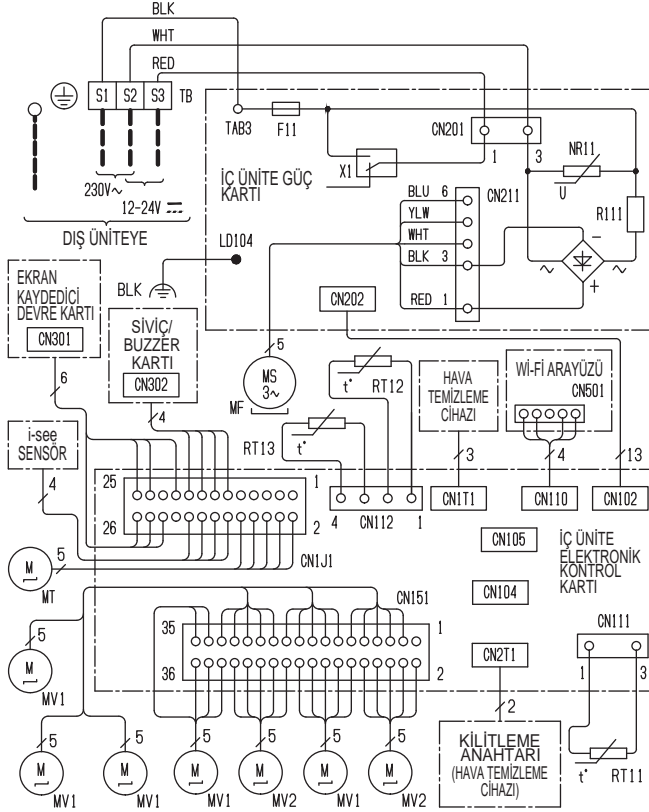 BLK
WHT
RED
S1 S2 S3 TB
TAB3
F11
CN201
1 3
X1
NR11
U
R111
İÇ ÜNİTE GÜÇ
KARTI
230V~
12-24V
DIŞ ÜNİTEYE
BLU 6
YLW
WHT
BLK 3
RED 1
CN211
~ ~
−
+
LD104
BLK
CN202
EKRAN
KAYDEDİCİ
DEVRE KARTI
CN301
6
SİVİÇ/
BUZZER
KARTI
CN302
4
5
MS
3~
MF
t°
RT12
RT13
t°
HAVA
TEMİZLEME
CİHAZI
3
Wİ-Fİ ARAYÜZÜ
CN501
4
13
i-see
SENSÖR
4
25 1
26 2
CN1J1
4 CN112 1
CN1T1
CN110
CN102
CN105
İÇ ÜNİTE
ELEKTRONİK
KONTROL
KARTI
CN104
M
MT
5
CN151
35 1
36 2
CN2T1
2
CN111
1 3
5
M
MV1
5
M
MV1
5
M
MV1
5
M
MV1
5
M
MV2
5
M
MV1
5
M
MV2
KİLİTLEME
ANAHTARI
(HAVA TEMİZLEME
CİHAZI)
t°
RT11